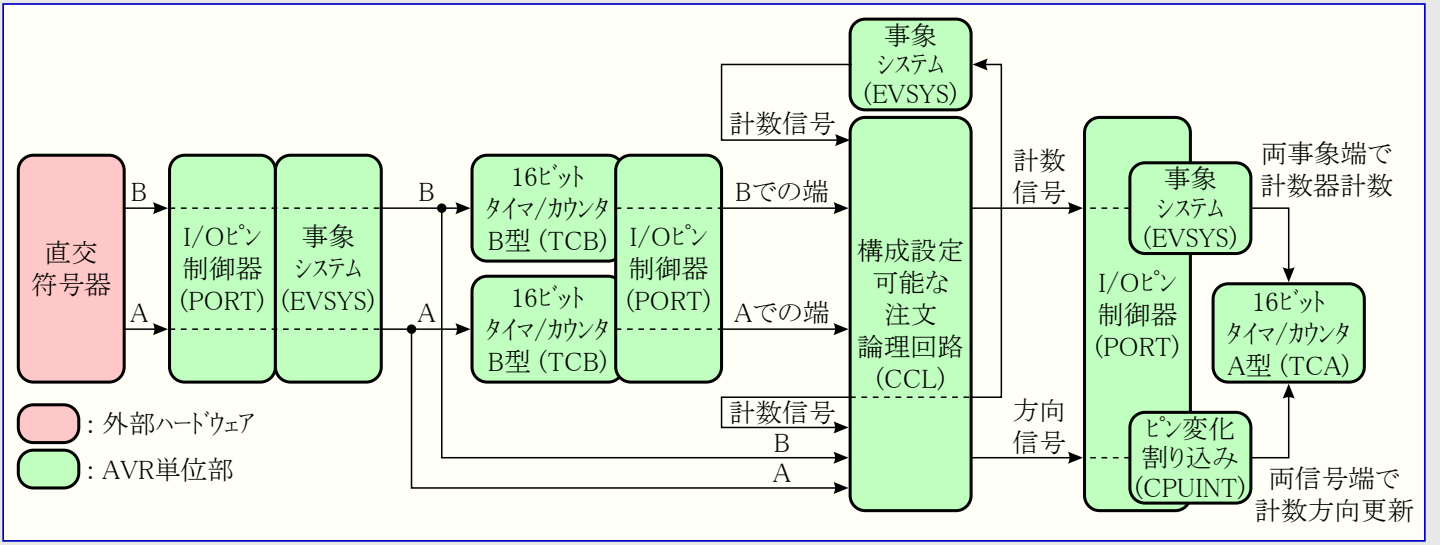 事象
システム
(EVSYS)
計数信号
直交
符号器
B
A
I/Oピン
制御器
(PORT)
事象
システム
(EVSYS)
B
A
16ビット
タイマ/カウンタ
B型 (TCB)
16ビット
タイマ/カウンタ
B型 (TCB)
I/Oピン
制御器
(PORT)
Bでの端
Aでの端
計数信号
B
A
構成設定
可能な
注文
論理回路
(CCL)
計数
信号
方向
信号
I/Oピン
制御器
(PORT)
事象
システム
(EVSYS)
ピン変化
割り込み
(CPUINT)
両事象端で
計数器計数
16ビット
タイマ/カウンタ
A型 (TCA)
両信号端で
計数方向更新
: 外部ハードウェア
: AVR単位部